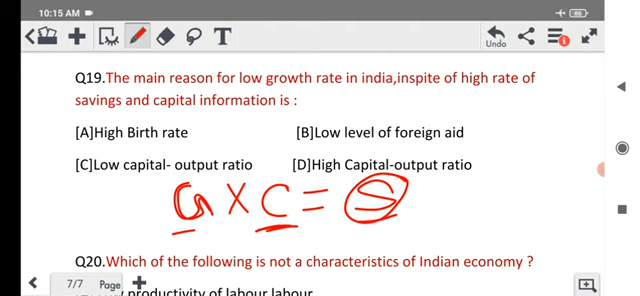 10:15 AM
86
T
Undo
Q19.The main reason for low growth rate in india,inspite of high rate of
savings and capital information is :
[A]High Birth rate [B]Low level of foreign aid
[C]Low capital- output ratio [D]High Capital-output ratio
G X C = S
Q20.Which of the following is not a characteristics of Indian economy ?
7/7 Page
productivity of labour labour